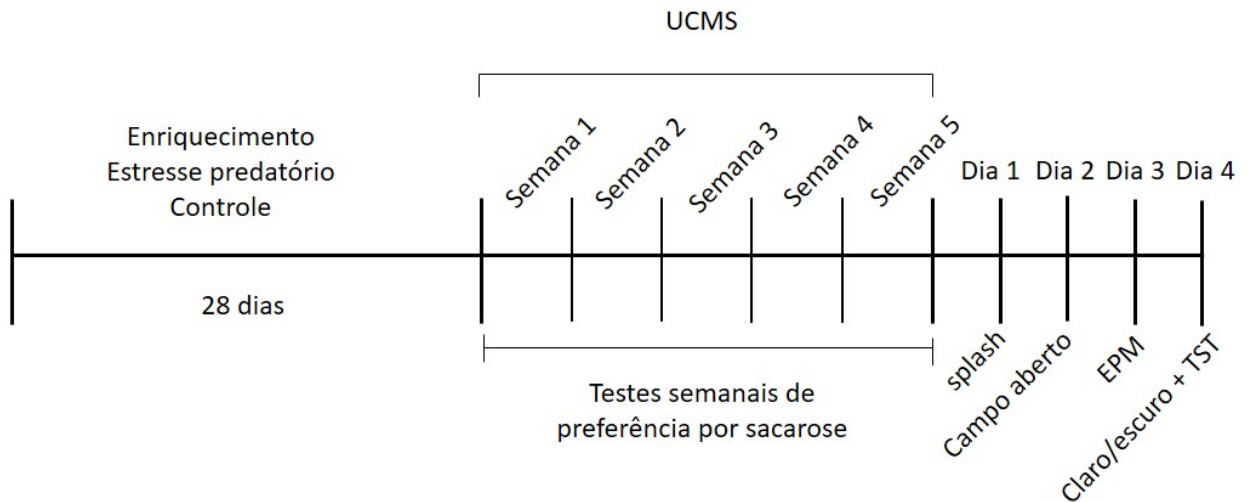 UCMS
Enriquecimento
Estresse predatório
Controle
Semana 1
Semana 2
Semana 3
Semana 4
Semana 5
Dia 1
Dia 2
Dia 3
Dia 4
28 dias
Testes semanais de
preferência por sacarose
splash
Campo aberto
EPM
Claro/escuro + TST